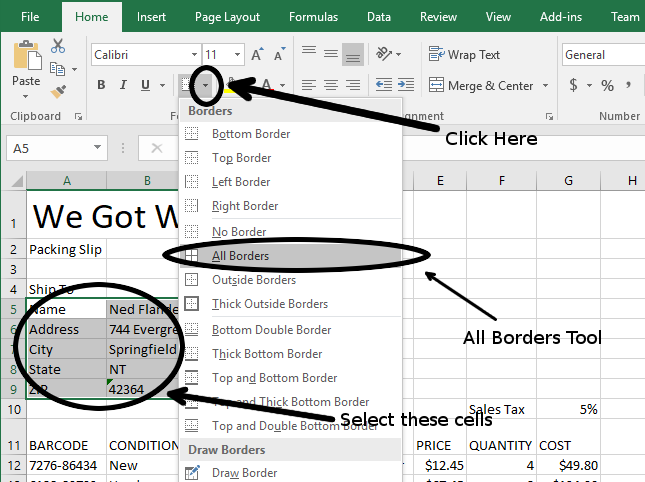 File Home Insert Page Layout Formulas Data Review View Add-ins Team
Calibri 11 A A Wrap Text General
Paste B I U A Merge & Center $ % ,
Clipboard Number
Click Here
A5
Borders
Bottom Border
Top Border
Left Border
Right Border
No Border
All Borders
Outside Borders
Thick Outside Borders
Bottom Double Border
Thick Bottom Border
Top and Bottom Border
Top and Thick Bottom Border
Top and Double Bottom Border
Draw Borders
Draw Border
All Borders Tool
Select these cells
A B E F G H
1 We Got
2 Packing Slip
3
4 Ship To
5 Name Ned
6 Address 744
7 City Springfield
8 State NT
9 ZIP 42364
10 Sales Tax 5%
11 BARCODE CONDITION PRICE QUANTITY COST
12 7276-86434 New $12.45 4 $49.80